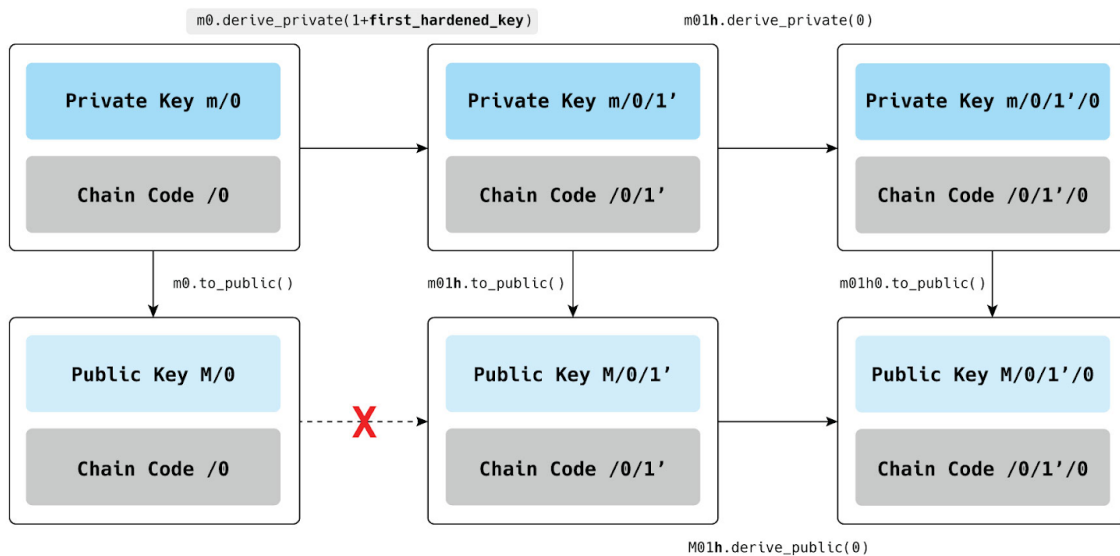 m0.derive_private(1+first_hardened_key)
m01h.derive_private(0)
Private Key m/0
Private Key m/0/1’
Private Key m/0/1’/0
Chain Code /0
Chain Code /0/1’
Chain Code /0/1’/0
m0.to_public()
m01h.to_public()
m01h0.to_public()
Public Key M/0
Public Key M/0/1’
Public Key M/0/1’/0
X
Chain Code /0
Chain Code /0/1’
Chain Code /0/1’/0
M01h.derive_public(0)